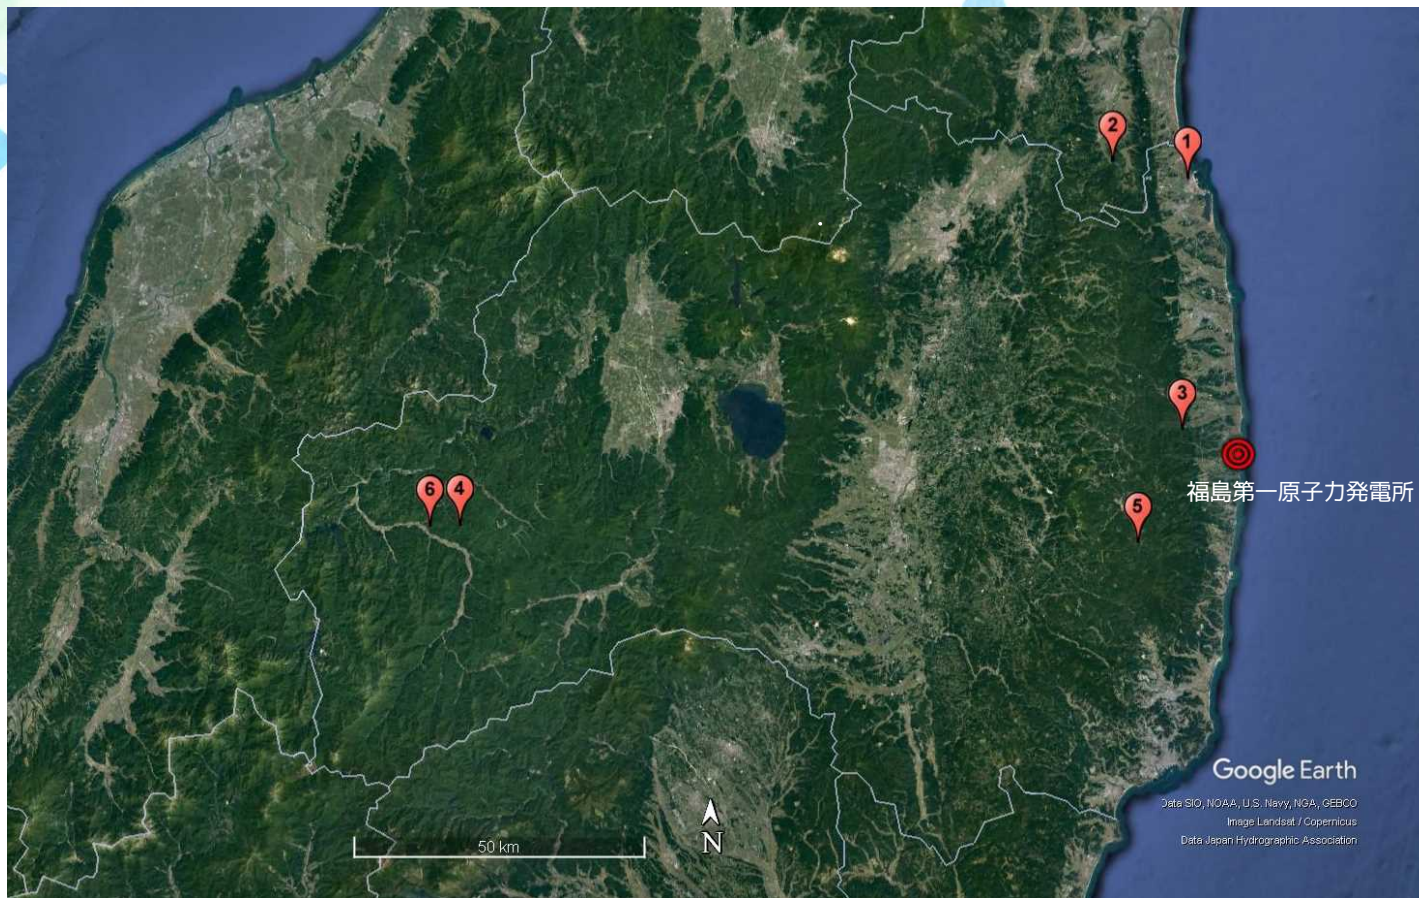 2
1
3
6
4
福島第一原子力発電所
5
Google Earth
Data SIO, NOAA, U.S. Navy, NGA, GEBCO
Image Landsat / Copernicus
Data Japan Hydrographic Association
50 km
N